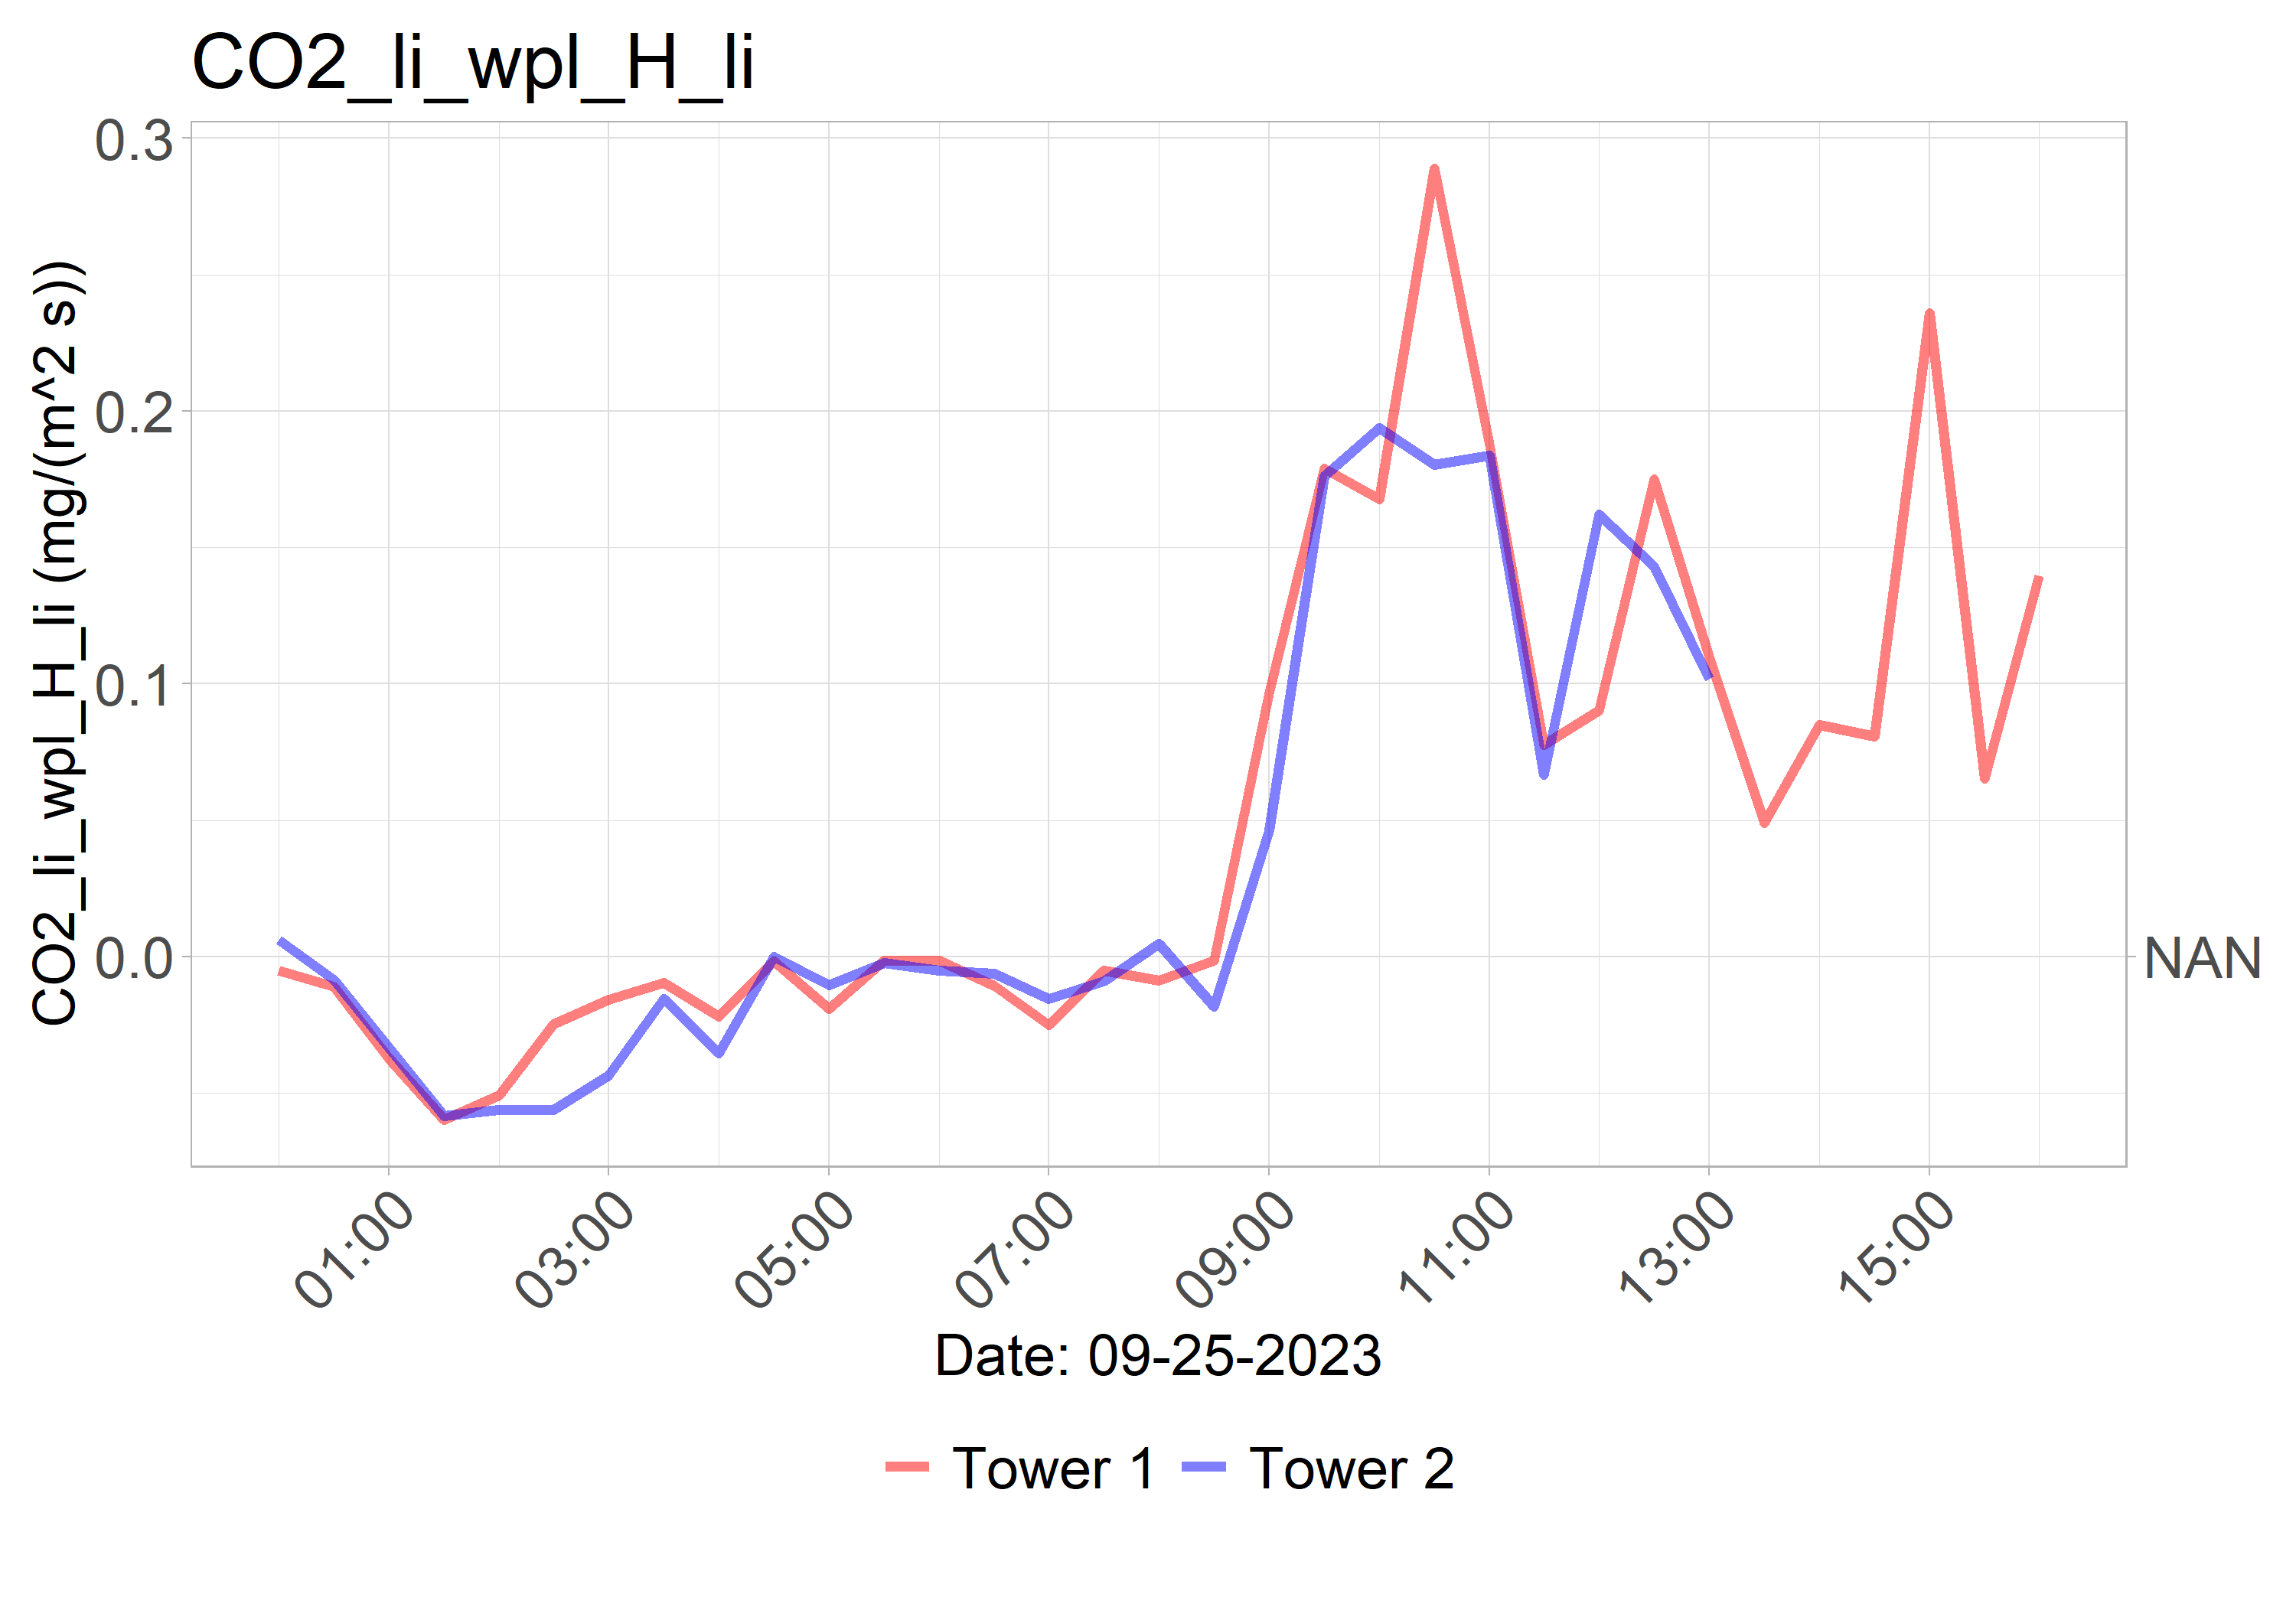 CO2_li_wpl_H_li
CO2_li_wpl_H_li (mg/(m^2 s))
0.3
0.2
0.1
0.0
NAN
01:00 03:00 05:00 07:00 09:00 11:00 13:00 15:00
Date: 09-25-2023
Tower 1 Tower 2